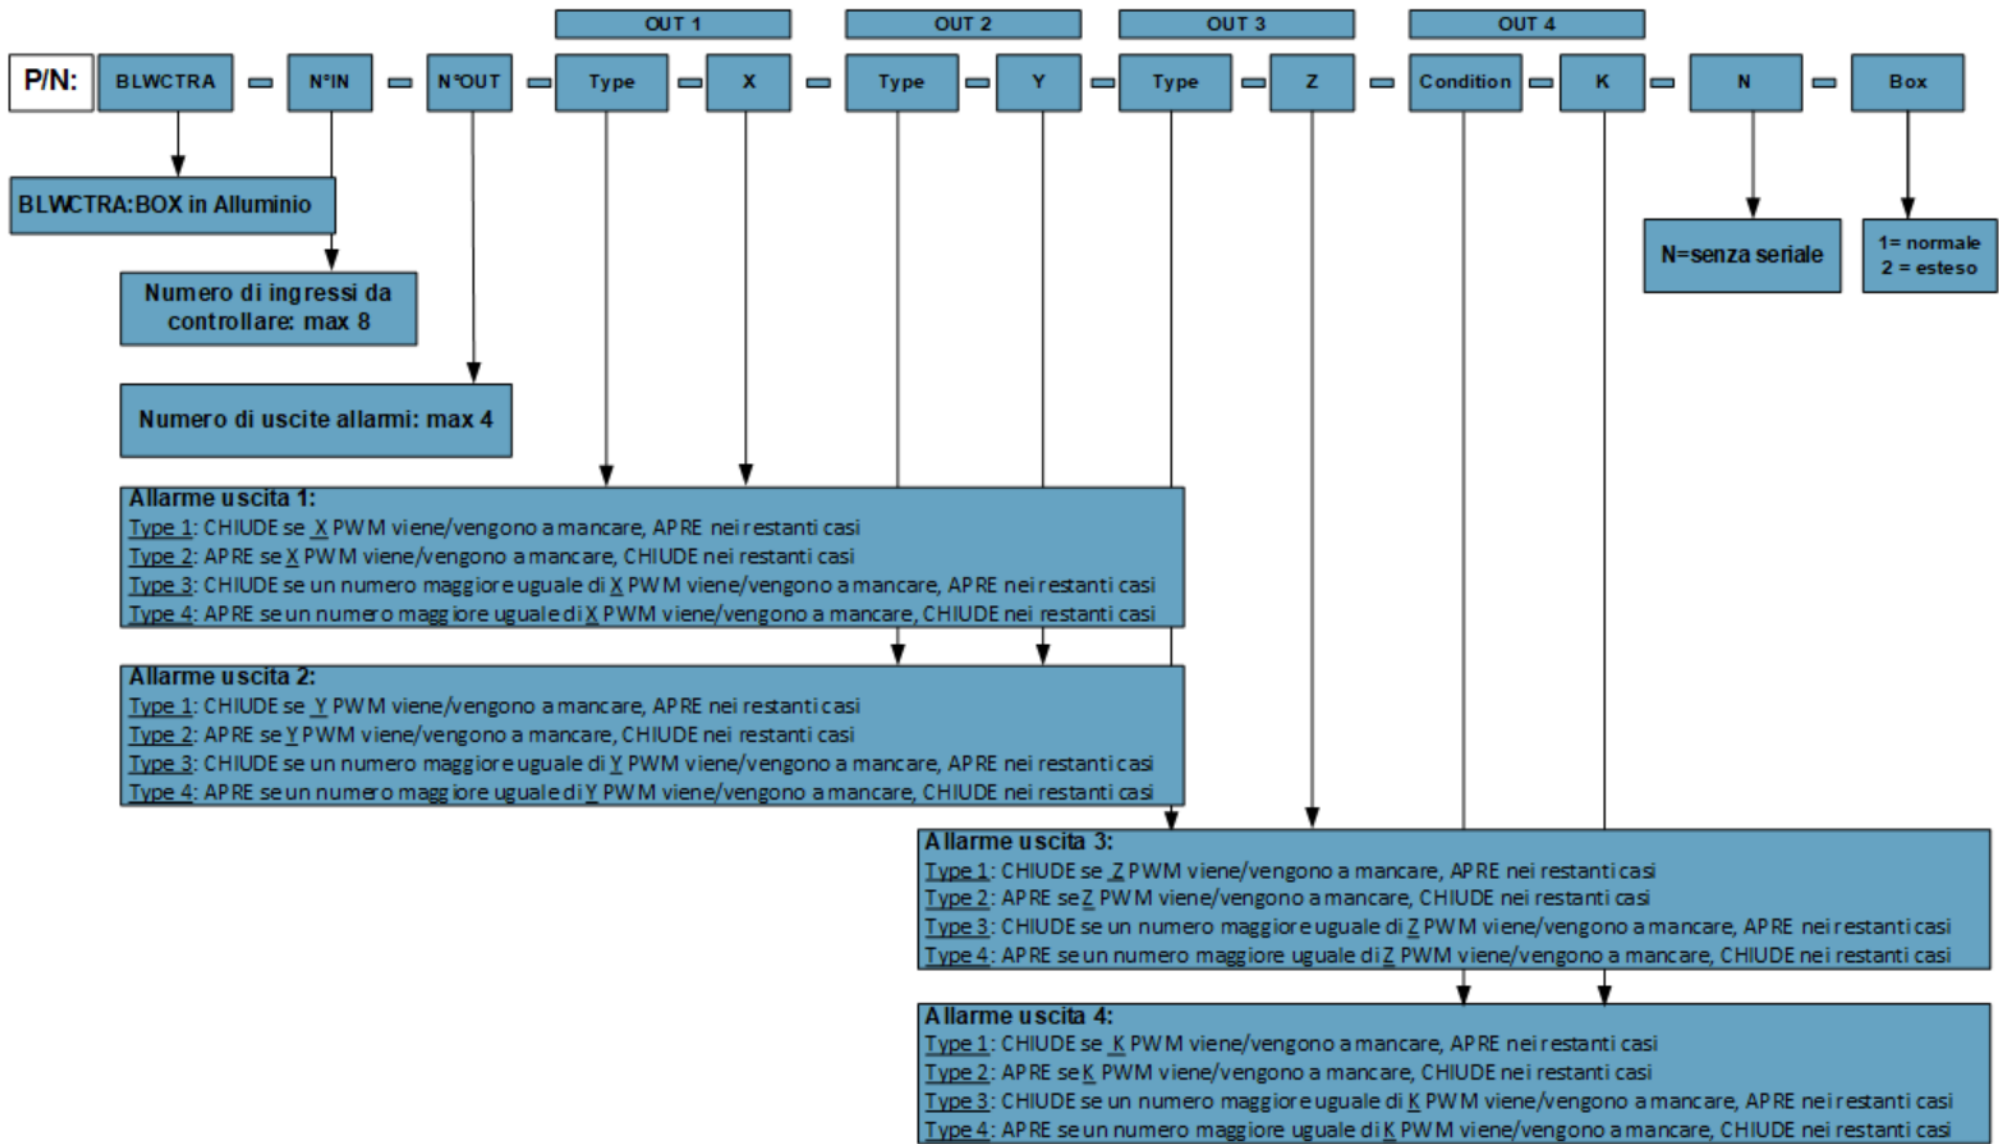 OUT 1 OUT 2 OUT 3 OUT 4
P/N: BLWCTRA N°IN N°OUT Type X Type Y Type Z Condition K N Box
BLWCTRA:BOX in Alluminio
N=senza seriale
1= normale
2 = esteso
Numero di ingressi da
controllare: max 8
Numero di uscite allarmi: max 4
Allarme uscita 1:
Type 1: CHIUDE se X PWM viene/vengono a mancare, APRE nei restanti casi
Type 2: APRE se X PWM viene/vengono a mancare, CHIUDE nei restanti casi
Type 3: CHIUDE se un numero maggiore uguale di X PWM viene/vengono a mancare, APRE nei restanti casi
Type 4: APRE se un numero maggiore uguale di X PWM viene/vengono a mancare, CHIUDE nei restanti casi
Allarme uscita 2:
Type 1: CHIUDE se Y PWM viene/vengono a mancare, APRE nei restanti casi
Type 2: APRE se Y PWM viene/vengono a mancare, CHIUDE nei restanti casi
Type 3: CHIUDE se un numero maggiore uguale di Y PWM viene/vengono a mancare, APRE nei restanti casi
Type 4: APRE se un numero maggiore uguale di Y PWM viene/vengono a mancare, CHIUDE nei restanti casi
Allarme uscita 3:
Type 1: CHIUDE se Z PWM viene/vengono a mancare, APRE nei restanti casi
Type 2: APRE se Z PWM viene/vengono a mancare, CHIUDE nei restanti casi
Type 3: CHIUDE se un numero maggiore uguale di Z PWM viene/vengono a mancare, APRE nei restanti casi
Type 4: APRE se un numero maggiore uguale di Z PWM viene/vengono a mancare, CHIUDE nei restanti casi
Allarme uscita 4:
Type 1: CHIUDE se K PWM viene/vengono a mancare, APRE nei restanti casi
Type 2: APRE se K PWM viene/vengono a mancare, CHIUDE nei restanti casi
Type 3: CHIUDE se un numero maggiore uguale di K PWM viene/vengono a mancare, APRE nei restanti casi
Type 4: APRE se un numero maggiore uguale di K PWM viene/vengono a mancare, CHIUDE nei restanti casi